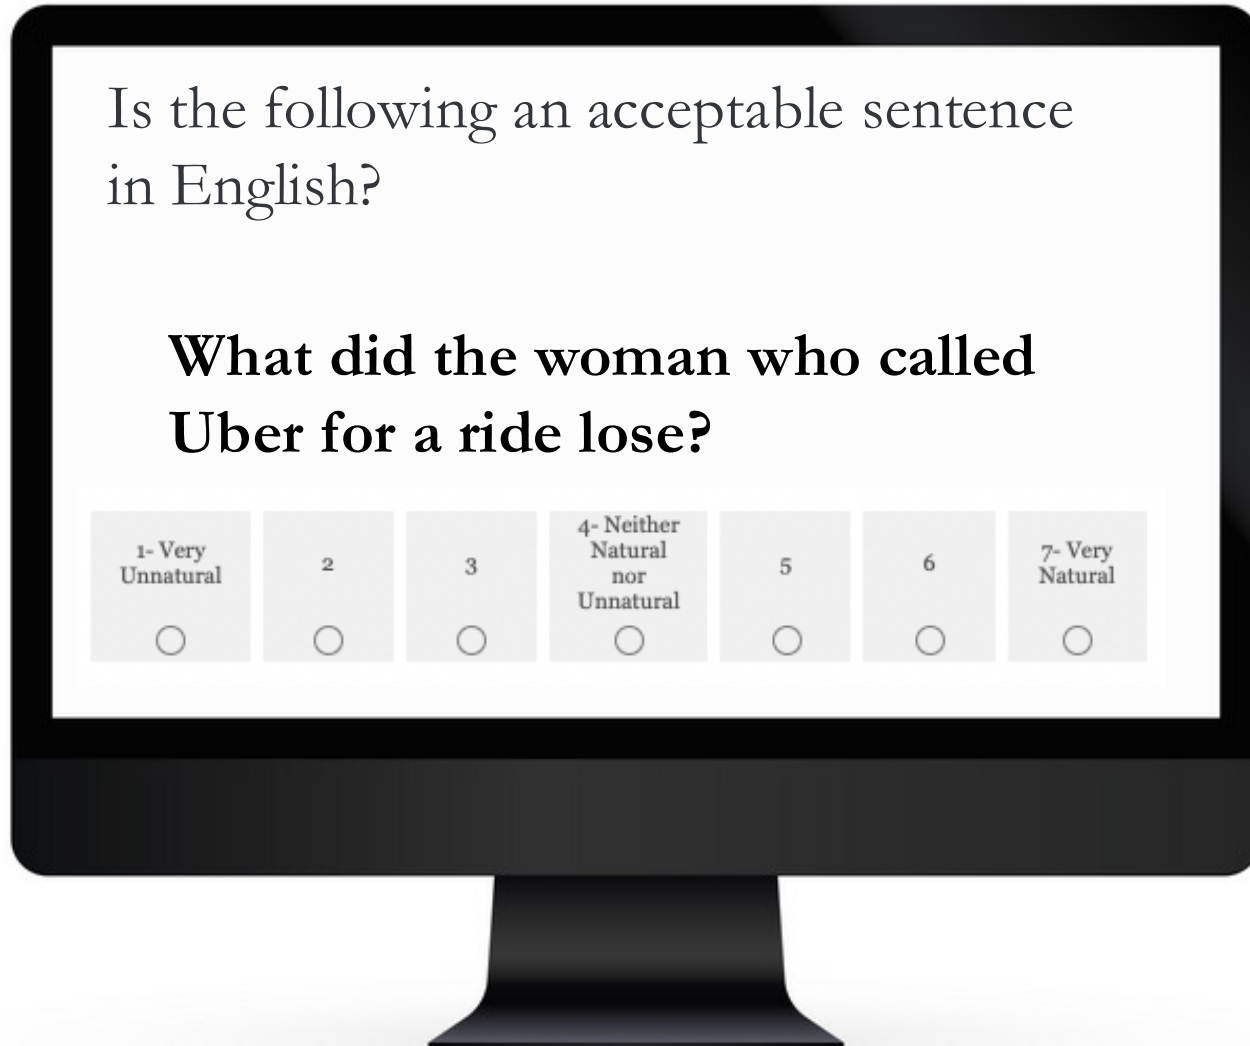 Is the following an acceptable sentence
in English?
What did the woman who called
Uber for a ride lose?
1- Very
Unnatural
2
3
4- Neither
Natural
nor
Unnatural
5
6
7- Very
Natural